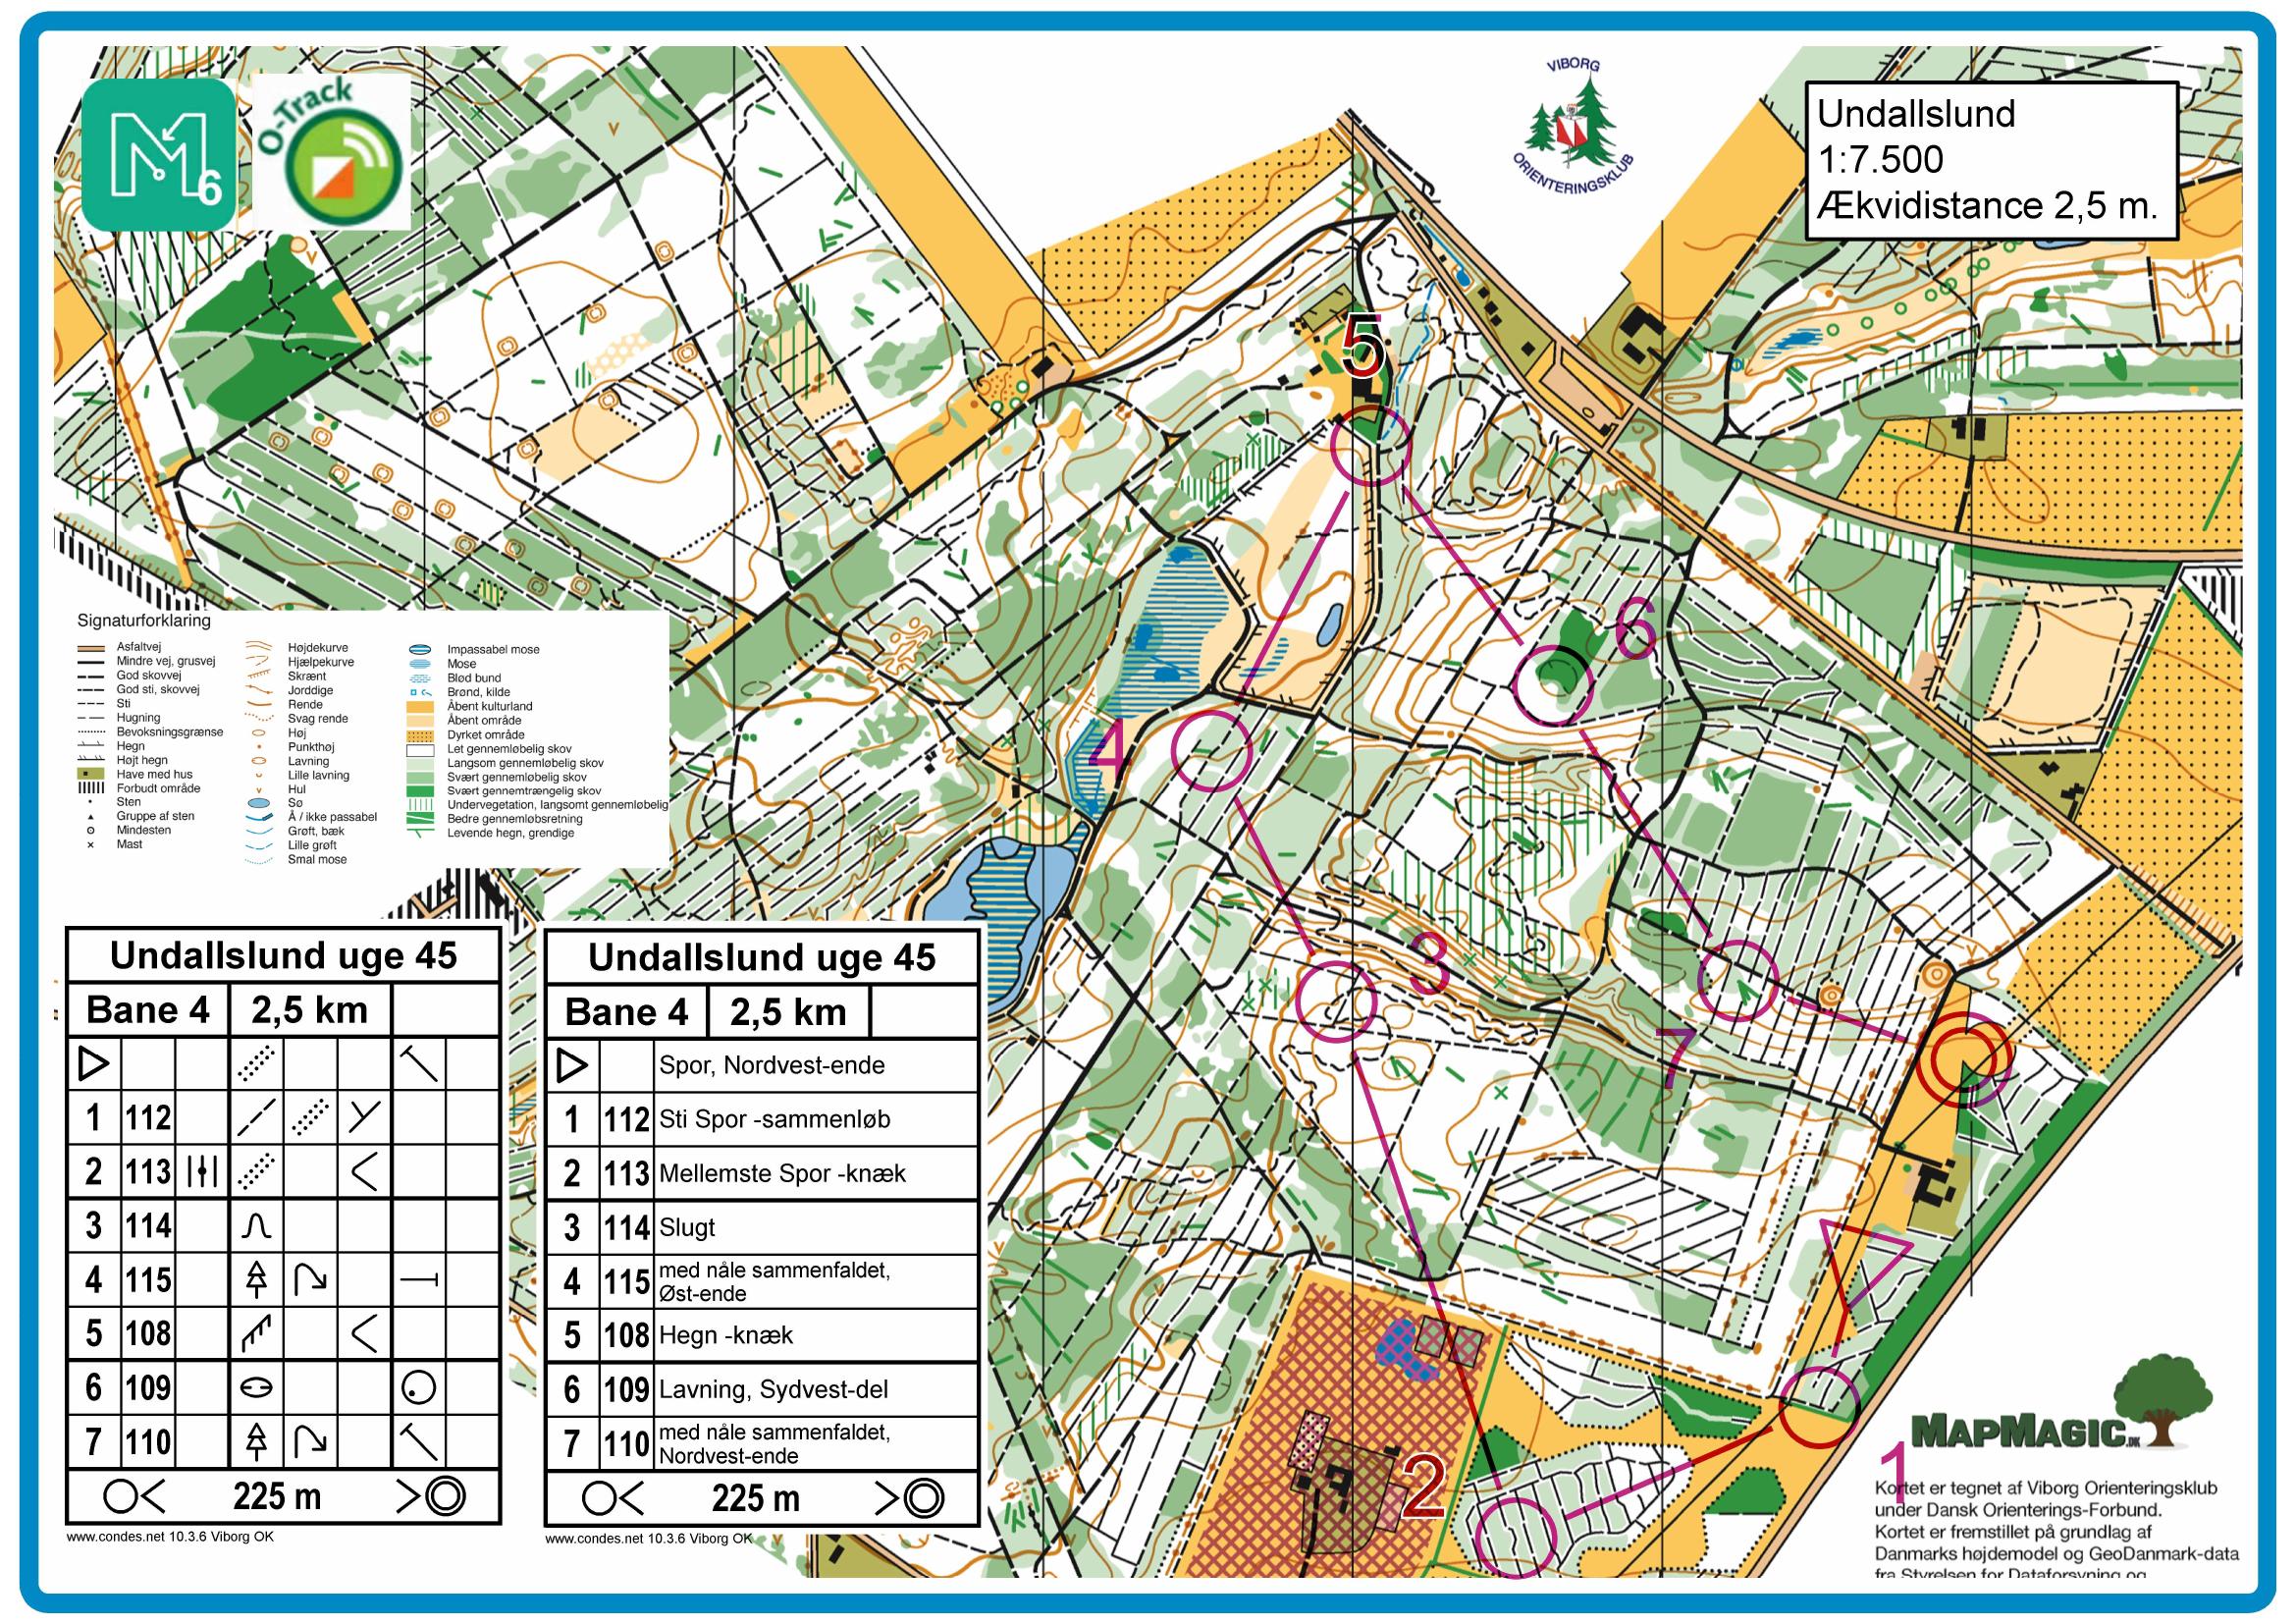 M6
O-Track
VIBORG
ORIENTERINGSKLUB
Undallslund
1:7.500
Ækvidistance 2,5 m.
5
6
4
3
7
2
1
Signaturforklaring
Asfaltvej
Mindre vej, grusvej
God skovvej
God sti, skovvej
Sti
Hugning
Bevoksningsgrænse
Hegn
Højt hegn
Have med hus
Forbudt område
Sten
Gruppe af sten
Mindesten
Mast
Højdekurve
Hjælpekurve
Skrænt
Jorddige
Rende
Svag rende
Høj
Punkthøj
Lavning
Lille lavning
Hul
Sø
Å / ikke passabel
Grøft, bæk
Lille grøft
Smal mose
Impassabel mose
Mose
Blød bund
Brønd, kilde
Åbent kulturland
Åbent område
Dyrket område
Let gennemløbelig skov
Langsom gennemløbelig skov
Svært gennemløbelig skov
Svært gennemtrængelig skov
Undervegetation, langsomt gennemløbelig
Bedre gennemløbsretning
Levende hegn, grendige
Undallslund uge 45
Bane 4 2,5 km
1 112
2 113
3 114
4 115
5 108
6 109
7 110
225 m
www.condes.net 10.3.6 Viborg OK
Undallslund uge 45
Bane 4 2,5 km
Spor, Nordvest-ende
1 112 Sti Spor -sammenløb
2 113 Mellemste Spor -knæk
3 114 Slugt
4 115 med nåle sammenfaldet,
Øst-ende
5 108 Hegn -knæk
6 109 Lavning, Sydvest-del
7 110 med nåle sammenfaldet,
Nordvest-ende
225 m
www.condes.net 10.3.6 Viborg OK
MAPMAGIC.DK
Kortet er tegnet af Viborg Orienteringsklub
under Dansk Orienterings-Forbund.
Kortet er fremstillet på grundlag af
Danmarks højdemodel og GeoDanmark-data
fra Styrelsen for Dataforsyning og